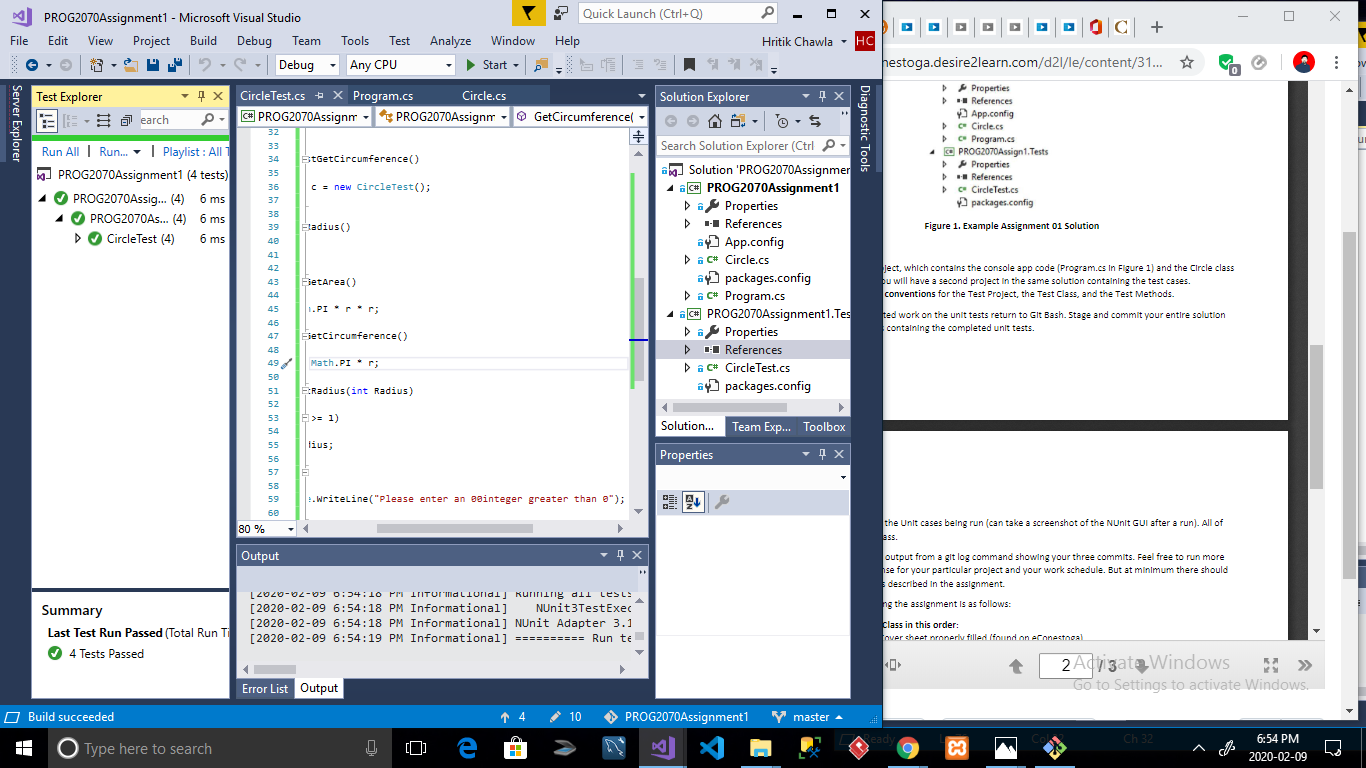 PROG2070Assignment1 - Microsoft Visual Studio
Quick Launch (Ctrl+Q)
File Edit View Project Build Debug Team Tools Test Analyze Window Help
Hritik Chawla HC
Debug Any CPU Start
Server Explorer
Test Explorer
earch
Run All Run... Playlist : All T
PROG2070Assignment1 (4 tests)
PROG2070Assig... (4) 6 ms
PROG2070As... (4) 6 ms
CircleTest (4) 6 ms
Summary
Last Test Run Passed (Total Run Ti
4 Tests Passed
CircleTest.cs Program.cs Circle.cs
PROG2070Assignm PROG2070Assignm GetCircumference(
32
33
34 stGetCircumference()
35
36 c = new CircleTest();
37
38
39 Radius()
40
41
42
43 GetArea()
44
45 .PI * r * r;
46
47 GetCircumference()
48
49 Math.PI * r;
50
51 Radius(int Radius)
52
53 >= 1)
54
55 dius;
56
57
58
59 e.WriteLine("Please enter an 00integer greater than 0");
60
80 %
Output
[2020-02-09 6:54:18 PM Informational] Running all tests
[2020-02-09 6:54:18 PM Informational] NUnit3TestExec
[2020-02-09 6:54:18 PM Informational] NUnit Adapter 3.1
[2020-02-09 6:54:19 PM Informational] ========== Run te
Error List Output
Solution Explorer
Search Solution Explorer (Ctrl
Solution 'PROG2070Assignmen
PROG2070Assignment1
Properties
References
App.config
Circle.cs
packages.config
Program.cs
PROG2070Assignment1.Tes
Properties
References
CircleTest.cs
packages.config
Solution... Team Exp... Toolbox
Properties
Diagnostic Tools
Build succeeded 4 10 PROG2070Assignment1 master
nestoga.desire2learn.com/d2l/le/content/31...
0
Properties
References
App.config
Circle.cs
Program.cs
PROG2070Assign1.Tests
Properties
References
CircleTest.cs
packages.config
Figure 1. Example Assignment 01 Solution
ject, which contains the console app code (Program.cs in Figure 1) and the Circle class
ou will have a second project in the same solution containing the test cases.
conventions for the Test Project, the Test Class, and the Test Methods.
ted work on the unit tests return to Git Bash. Stage and commit your entire solution
s containing the completed unit tests.
the Unit cases being run (can take a screenshot of the NUnit GUI after a run). All of
ass.
output from a git log command showing your three commits. Feel free to run more
nse for your particular project and your work schedule. But at minimum there should
s described in the assignment.
ng the assignment is as follows:
Class in this order:
over sheet properly filled (found on eConestoga)
2 / 3
Activate Windows
Go to Settings to activate Windows.
Ready Col Ch 32
Type here to search
6:54 PM
2020-02-09